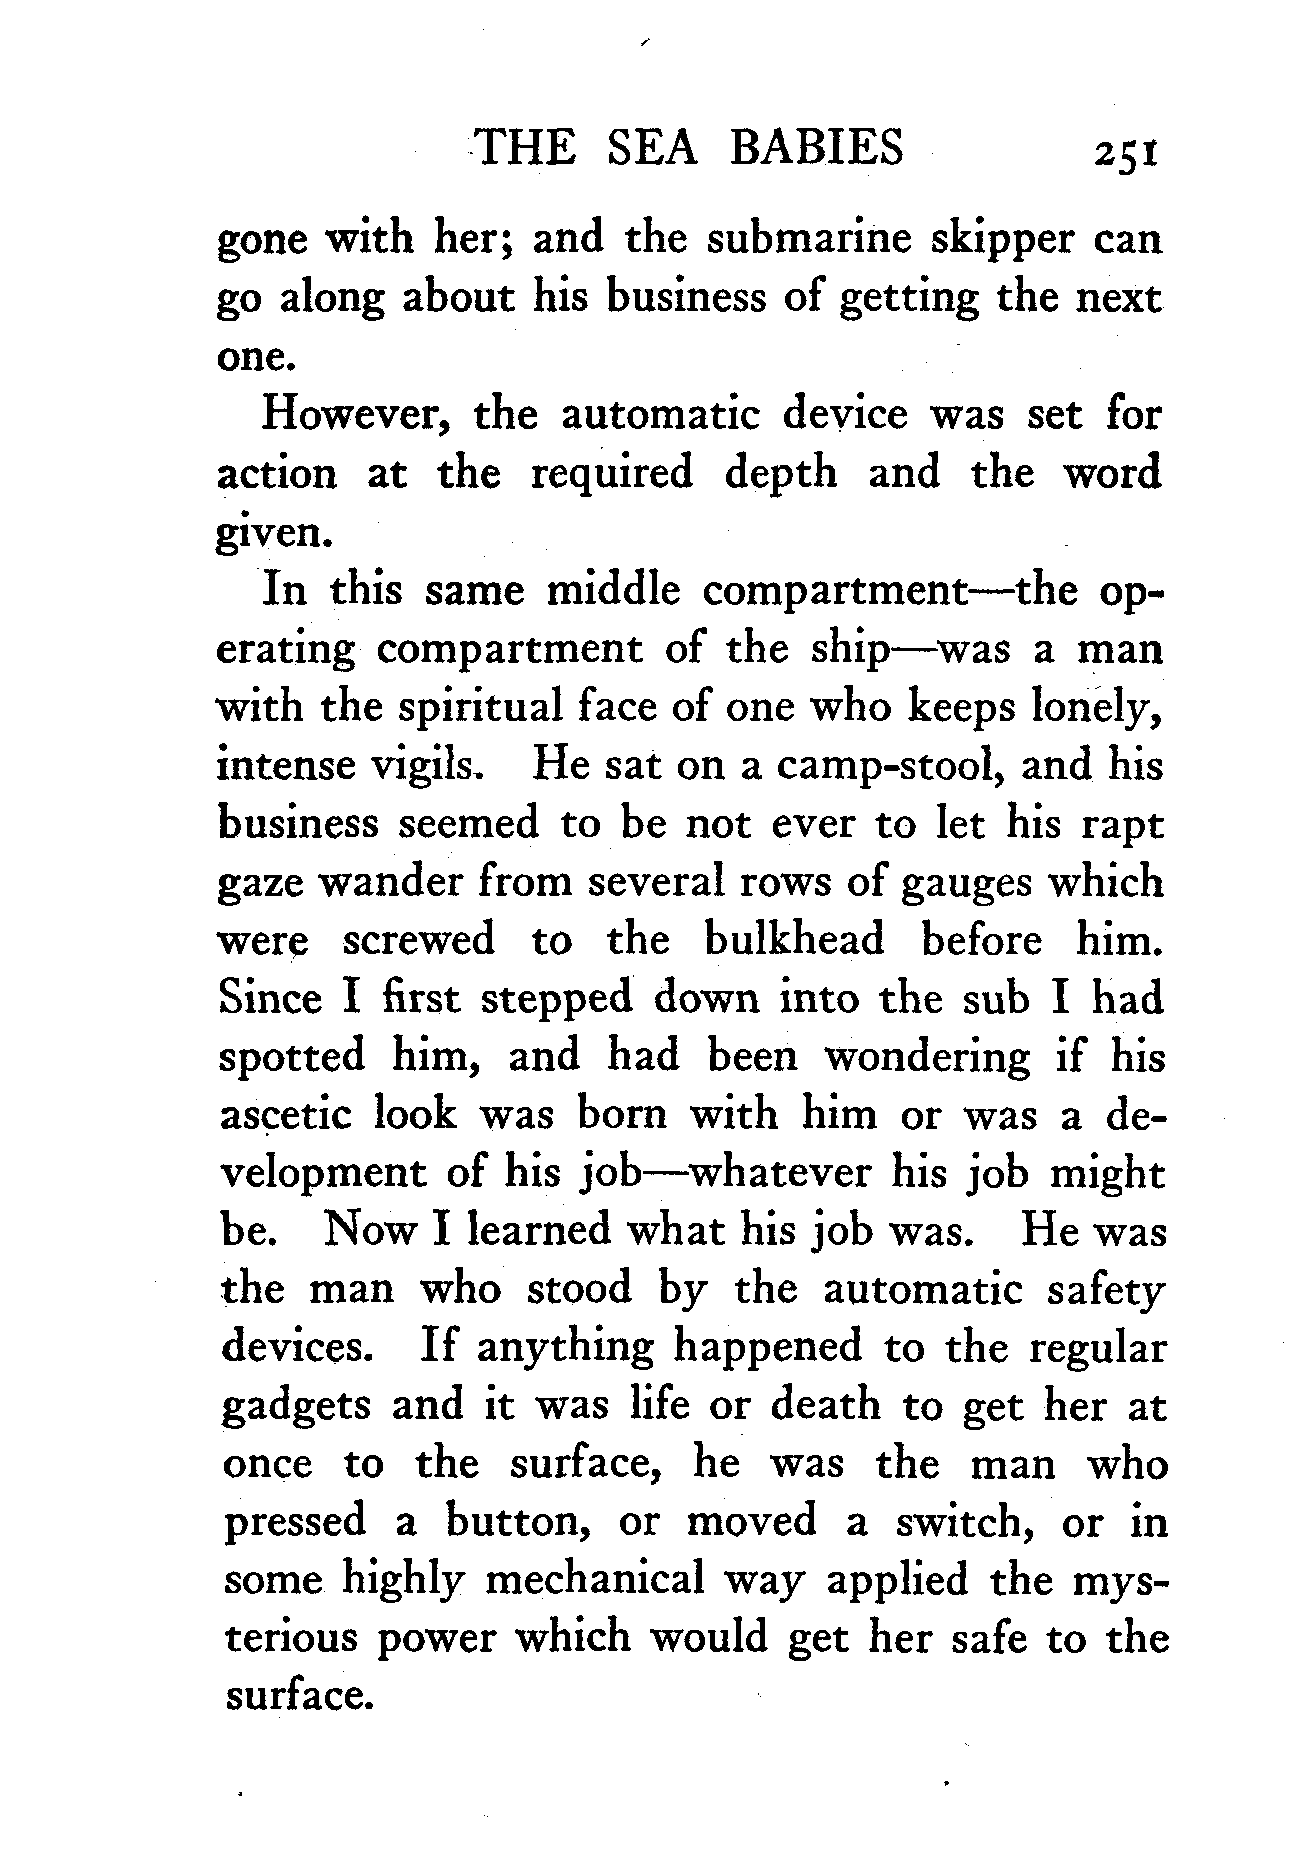 THE SEA BABIES 251
gone with her; and the submarine skipper can
go along about his business of getting the next
one.
However, the automatic device was set for
action at the required depth and the word
given.
In this same middle compartment—the op-
erating compartment of the ship—was a man
with the spiritual face of one who keeps lonely,
intense vigils. He sat on a camp-stool, and his
business seemed to be not ever to let his rapt
gaze wander from several rows of gauges which
were screwed to the bulkhead before him.
Since I first stepped down into the sub I had
spotted him, and had been wondering if his
ascetic look was born with him or was a de-
velopment of his job—whatever his job might
be. Now I learned what his job was. He was
the man who stood by the automatic safety
devices. If anything happened to the regular
gadgets and it was life or death to get her at
once to the surface, he was the man who
pressed a button, or moved a switch, or in
some highly mechanical way applied the mys-
terious power which would get her safe to the
surface.